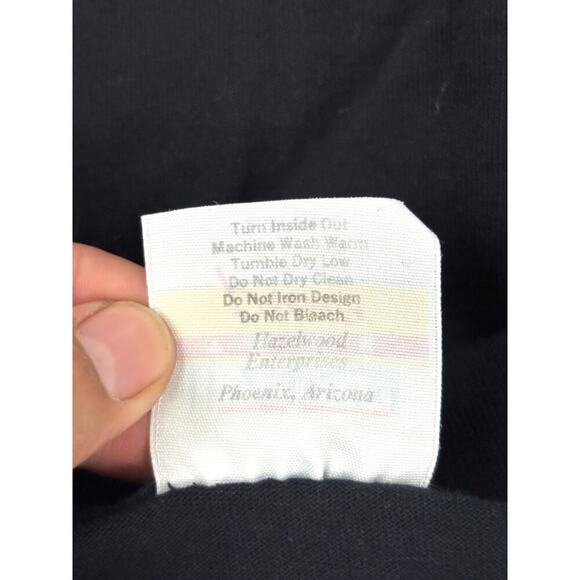 Turn Inside Out
Machine Wash Warm
Tumble Dry Low
Do Not Dry Clean
Do Not Iron Design
Do Not Bleach
Hazelwood
Enterprises
Phoenix, Arizona